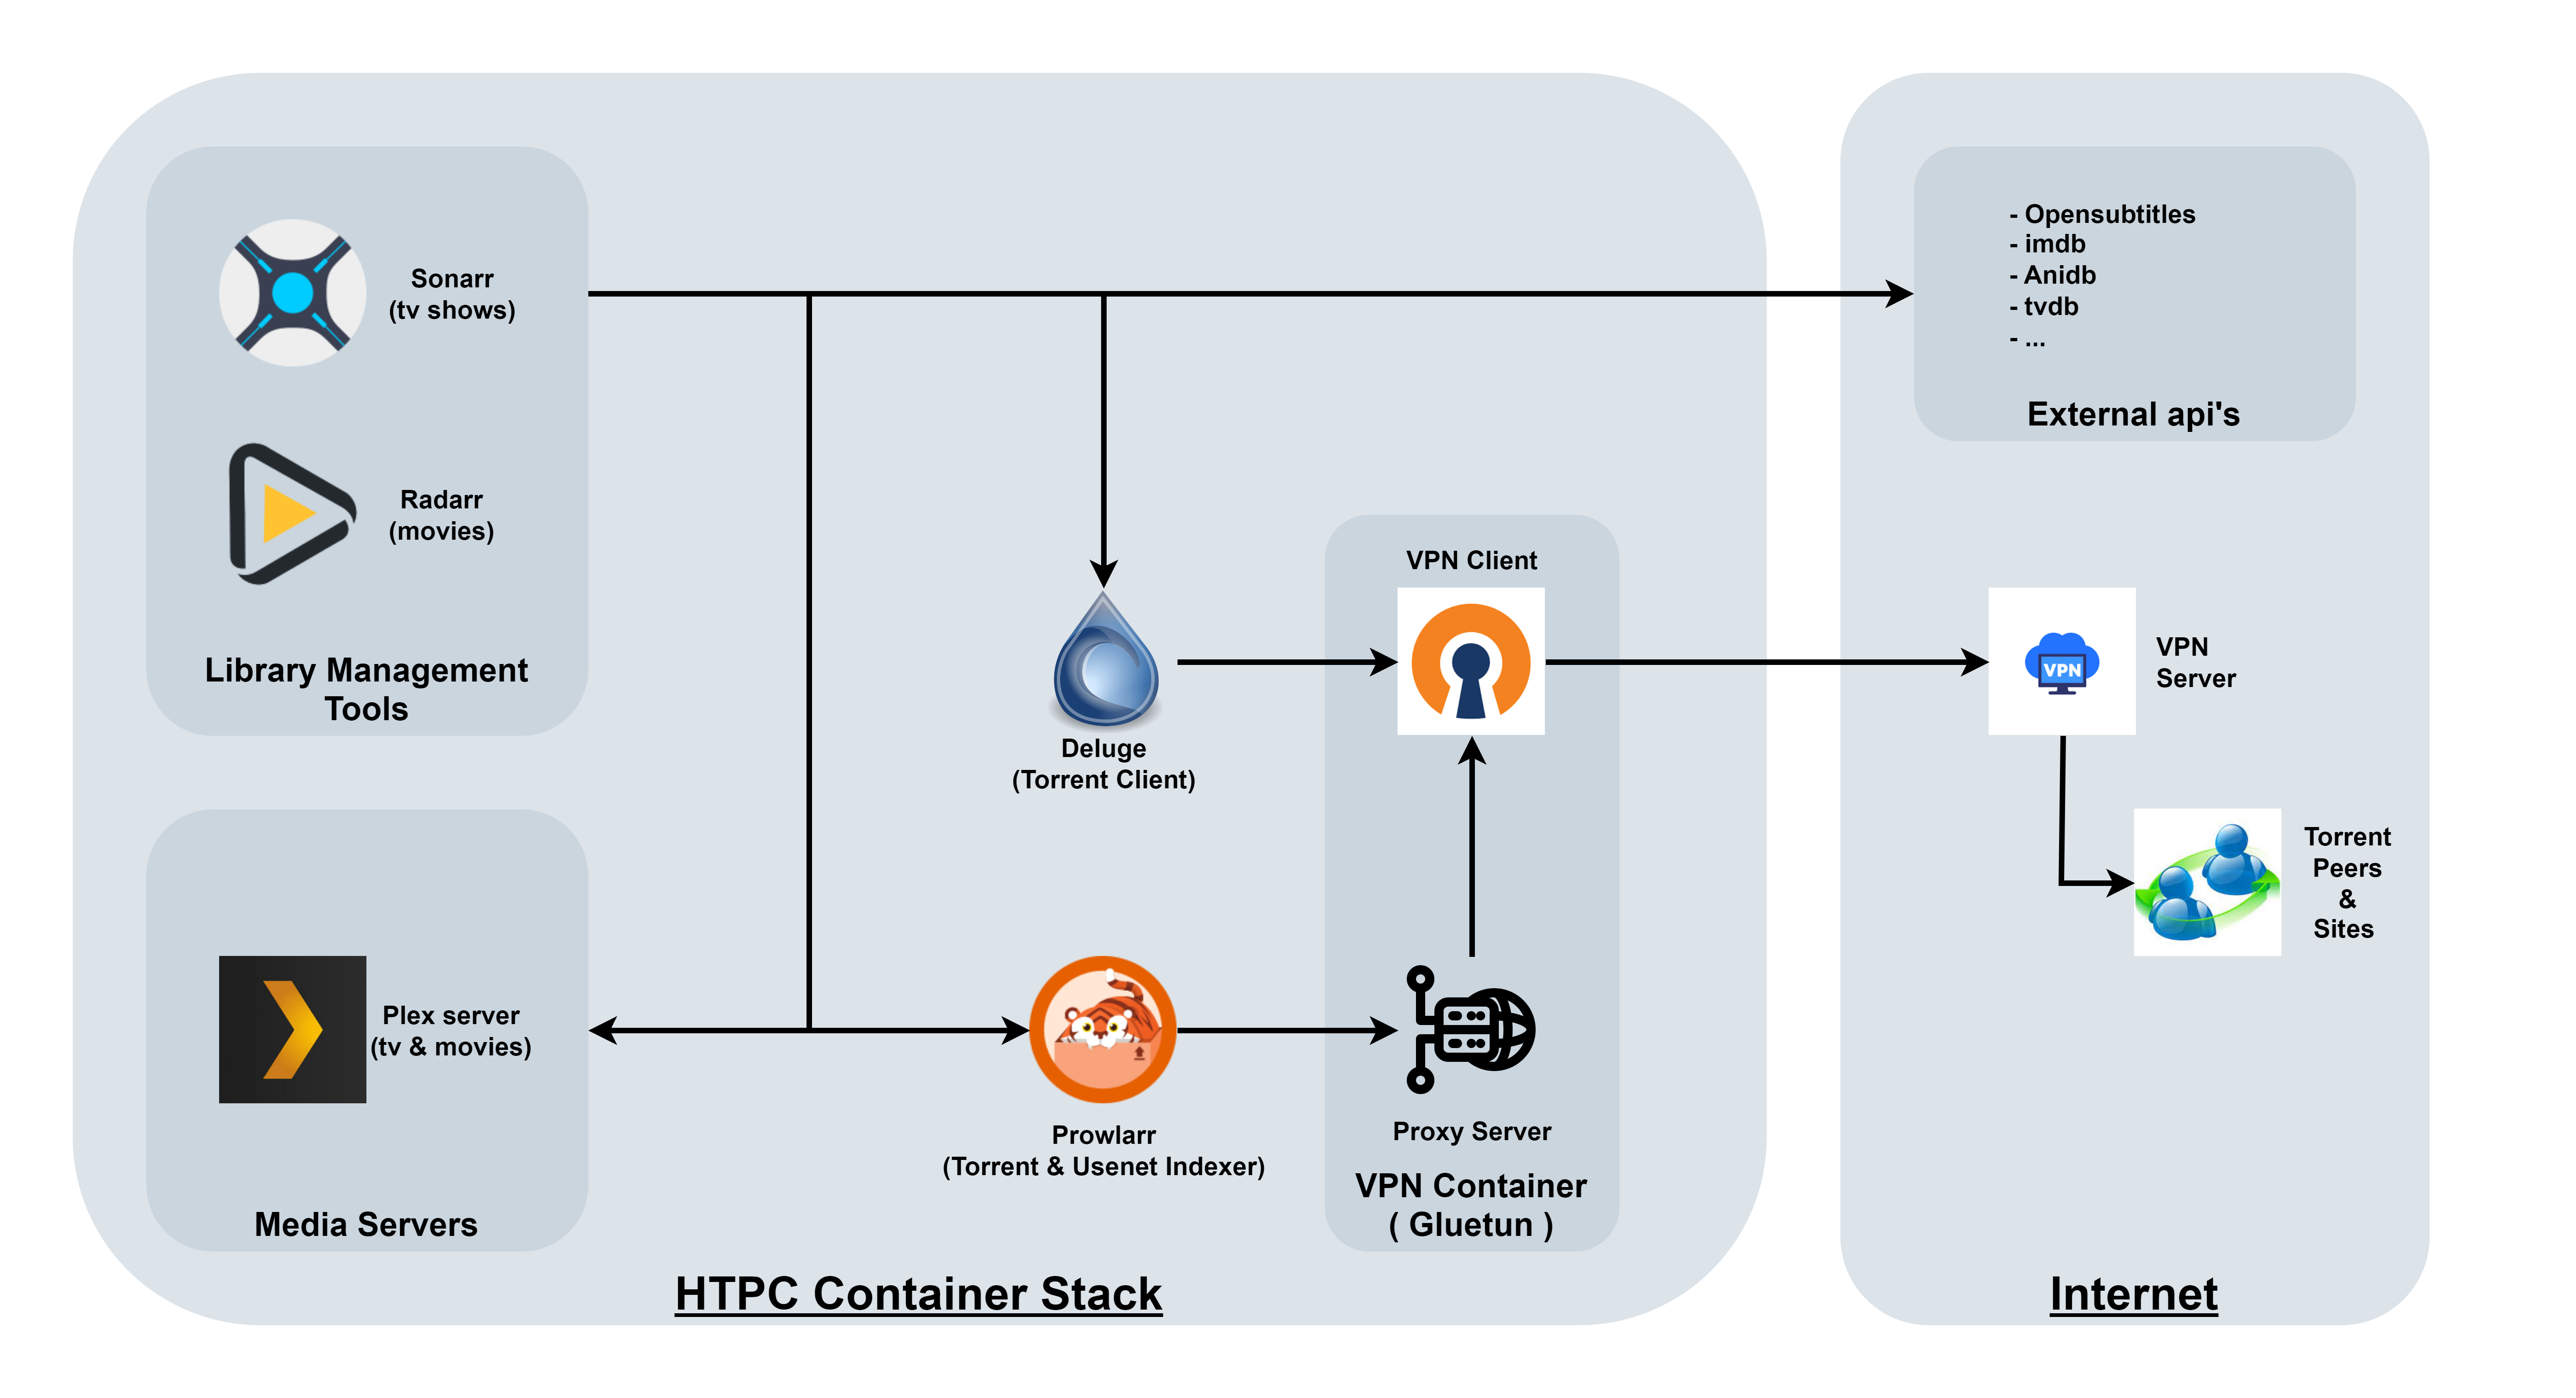 Sonarr
(tv shows)
Radarr
(movies)
Library Management
Tools
Plex server
(tv & movies)
Media Servers
Deluge
(Torrent Client)
Prowlarr
(Torrent & Usenet Indexer)
VPN Client
Proxy Server
VPN Container
( Gluetun )
HTPC Container Stack
- Opensubtitles
- imdb
- Anidb
- tvdb
- ...
External api's
VPN
VPN
Server
Torrent
Peers
&
Sites
Internet